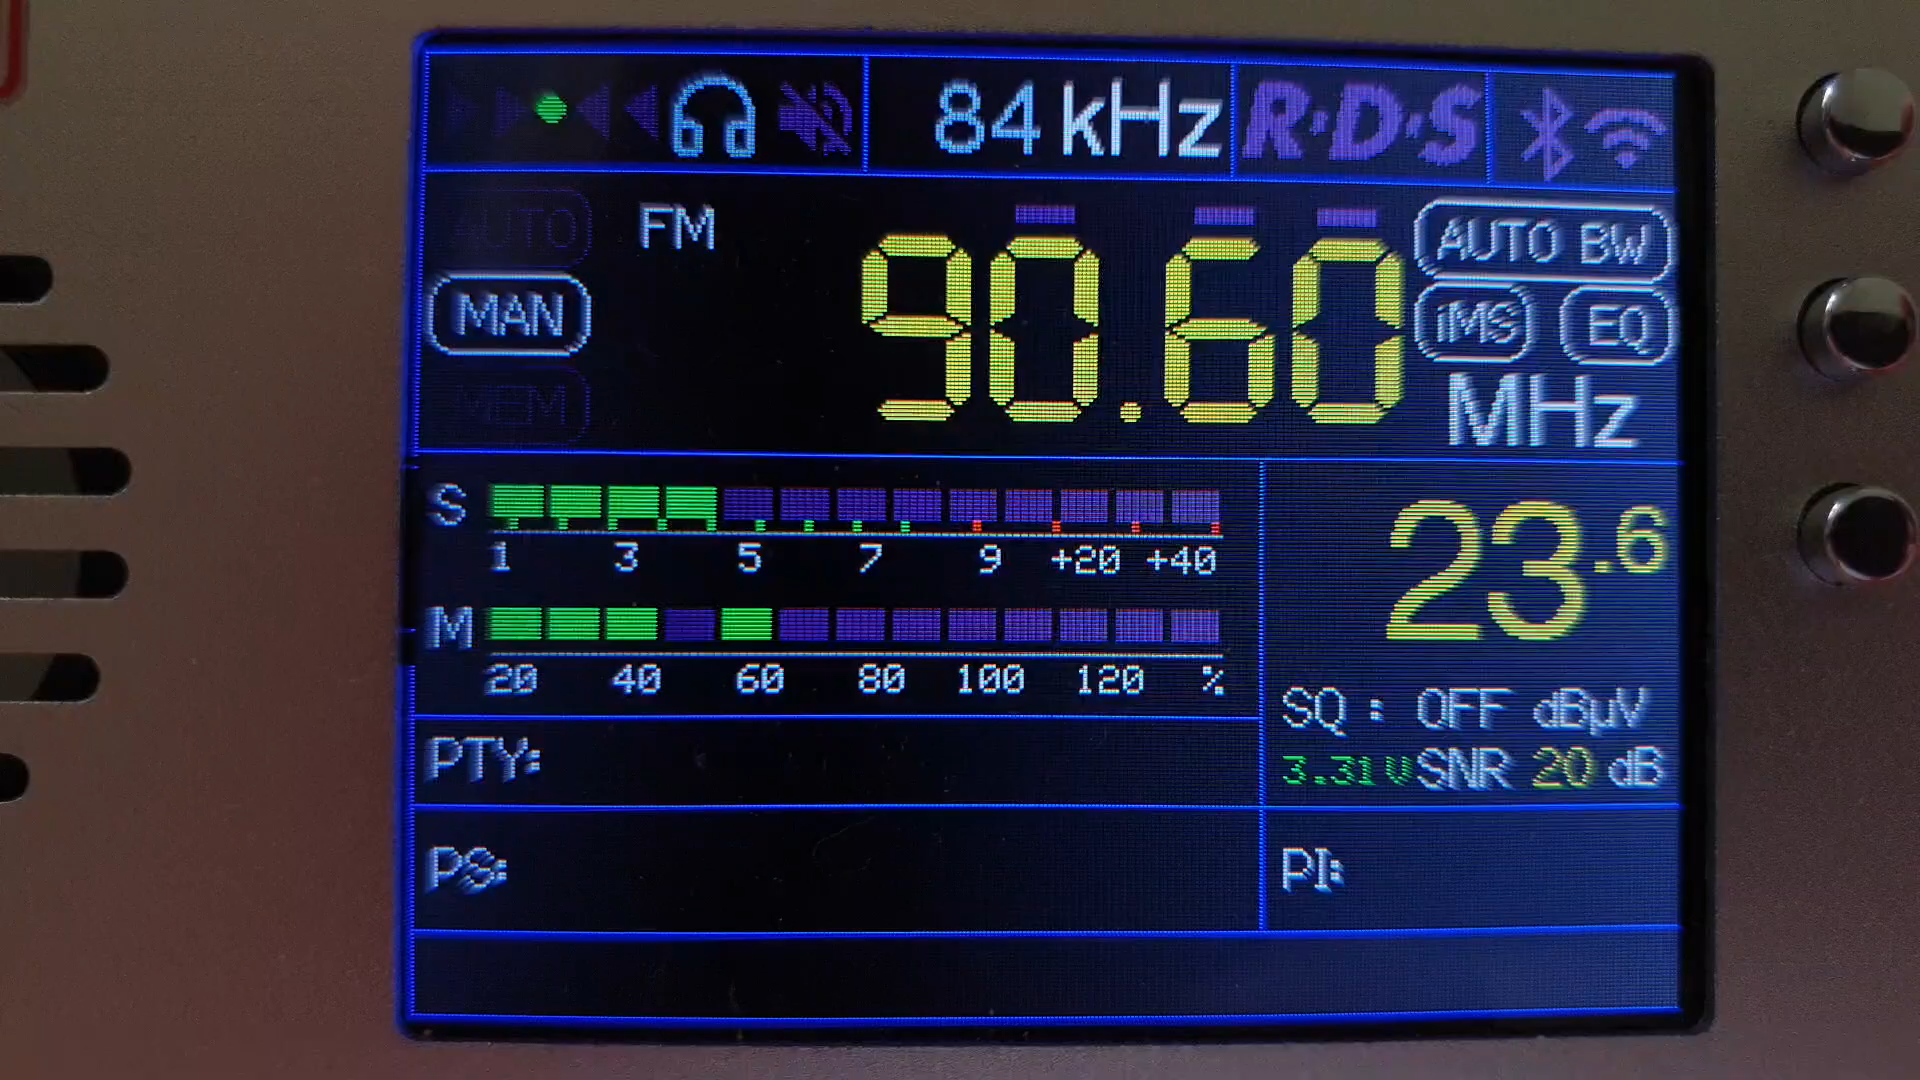 84 kHz R·D·S
AUTO FM 90.60 AUTO BW
MAN iMS EQ
MEM MHz
S
1 3 5 7 9 +20 +40
23.6
M
20 40 60 80 100 120 %
SQ : OFF dBµV
PTY: 3.31V SNR 20 dB
PS: PI: